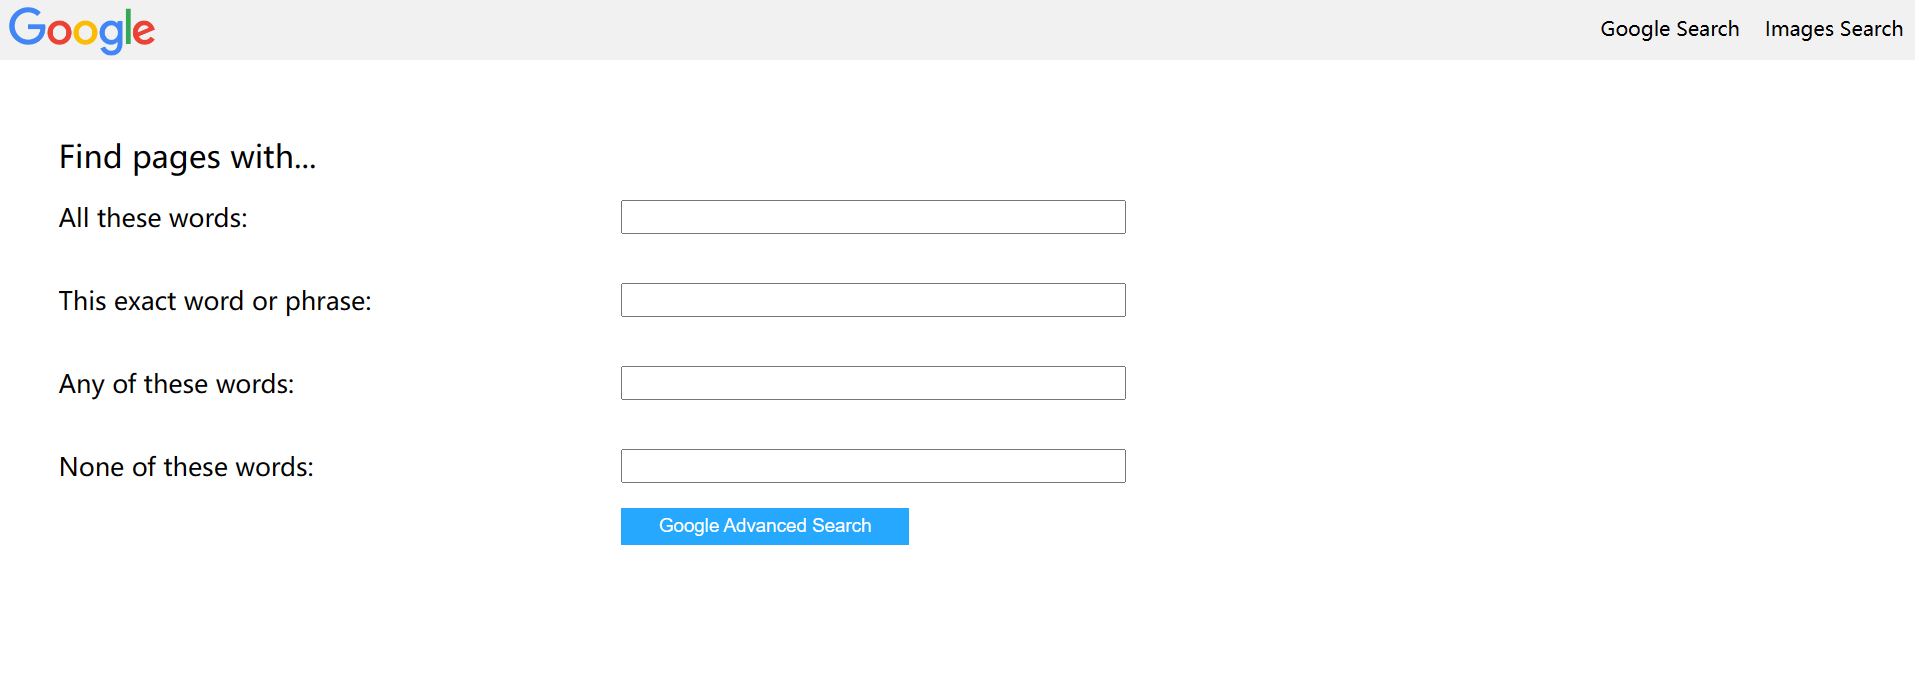 Google
Google Search Images Search
Find pages with...
All these words:
This exact word or phrase:
Any of these words:
None of these words:
Google Advanced Search